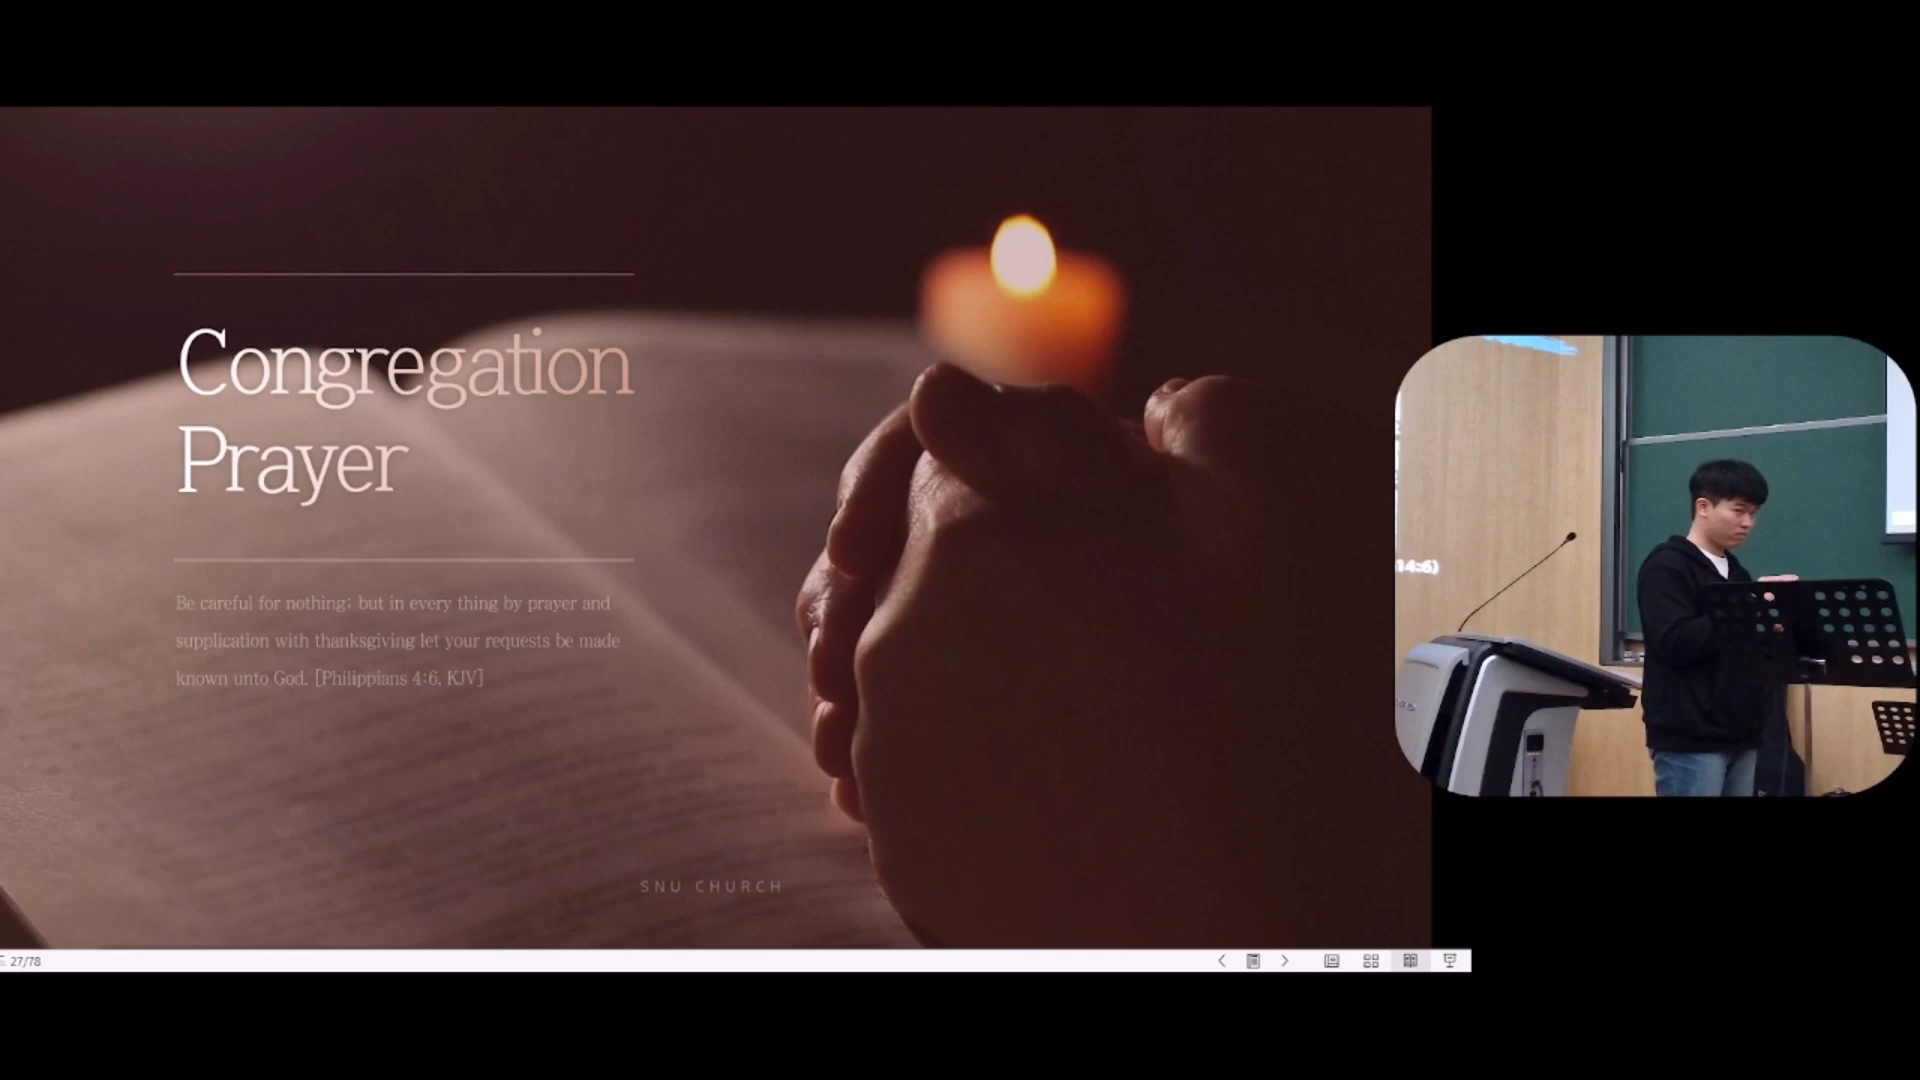 Congregation
Prayer
Be careful for nothing; but in every thing by prayer and
supplication with thanksgiving let your requests be made
known unto God. [Philippians 4:6, KJV]
SNU CHURCH
27/78
14:6)